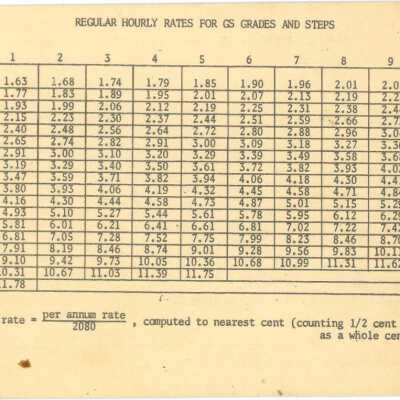 REGULAR HOURLY RATES FOR GS GRADES AND STEPS
1 2 3 4 5 6 7 8 9
1.63 1.68 1.74 1.79 1.85 1.90 1.96 2.01
1.77 1.83 1.89 1.95 2.01 2.07 2.13 2.19
1.93 1.99 2.06 2.12 2.19 2.25 2.31 2.38
2.15 2.23 2.30 2.37 2.44 2.51 2.59 2.66
2.40 2.48 2.56 2.64 2.72 2.80 2.88 2.96
2.65 2.74 2.82 2.91 3.00 3.09 3.18 3.27
2.91 3.00 3.10 3.20 3.29 3.39 3.49 3.58
3.19 3.29 3.40 3.50 3.61 3.72 3.82 3.93
3.47 3.59 3.71 3.82 3.94 4.06 4.18 4.30
3.80 3.93 4.06 4.19 4.32 4.45 4.58 4.71
4.16 4.30 4.44 4.58 4.73 4.87 5.01 5.15
4.93 5.10 5.27 5.44 5.61 5.78 5.95 6.12
5.81 6.01 6.21 6.41 6.61 6.81 7.02 7.22
6.81 7.05 7.28 7.52 7.75 7.99 8.23 8.46
7.91 8.19 8.46 8.74 9.01 9.28 9.56 9.83
9.10 9.42 9.73 10.05 10.36 10.68 10.99 11.31
10.31 10.67 11.03 11.39 11.75
11.78
rate = per annum rate
2080
, computed to nearest cent (counting 1/2 cent
as a whole cen